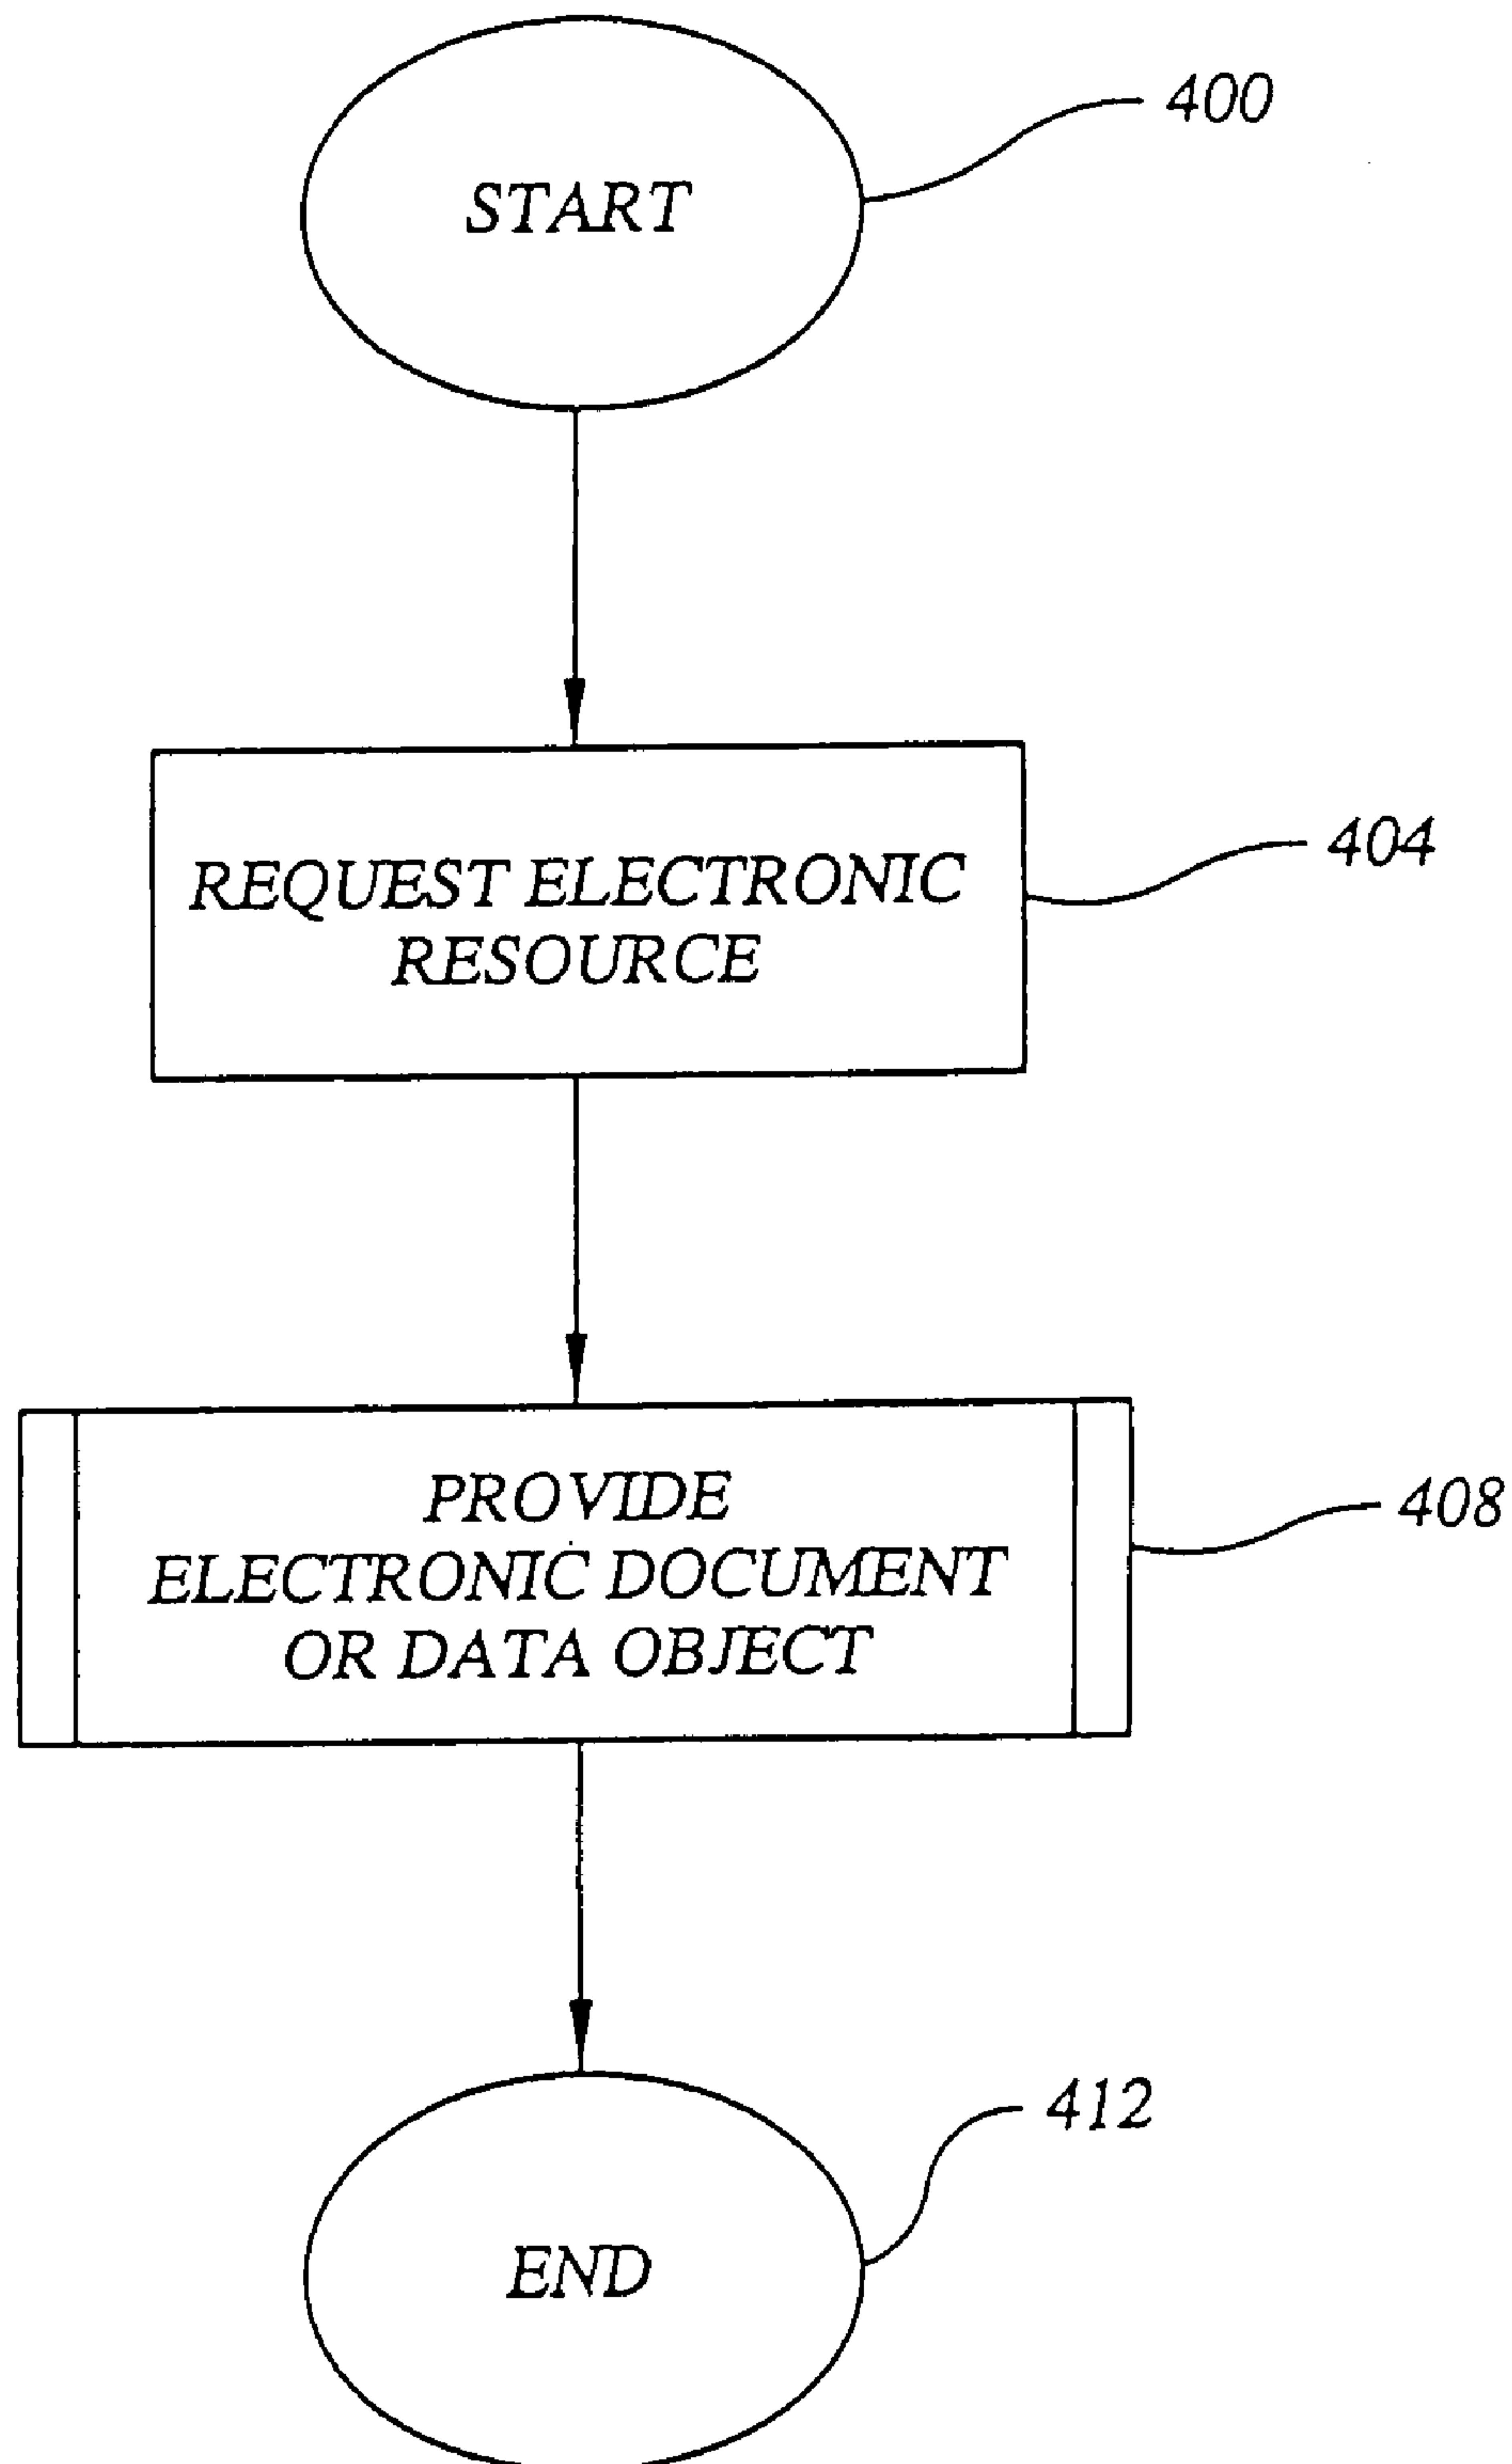 START
400
REQUEST ELECTRONIC
RESOURCE
404
PROVIDE
ELECTRONIC DOCUMENT
OR DATA OBJECT
408
END
412